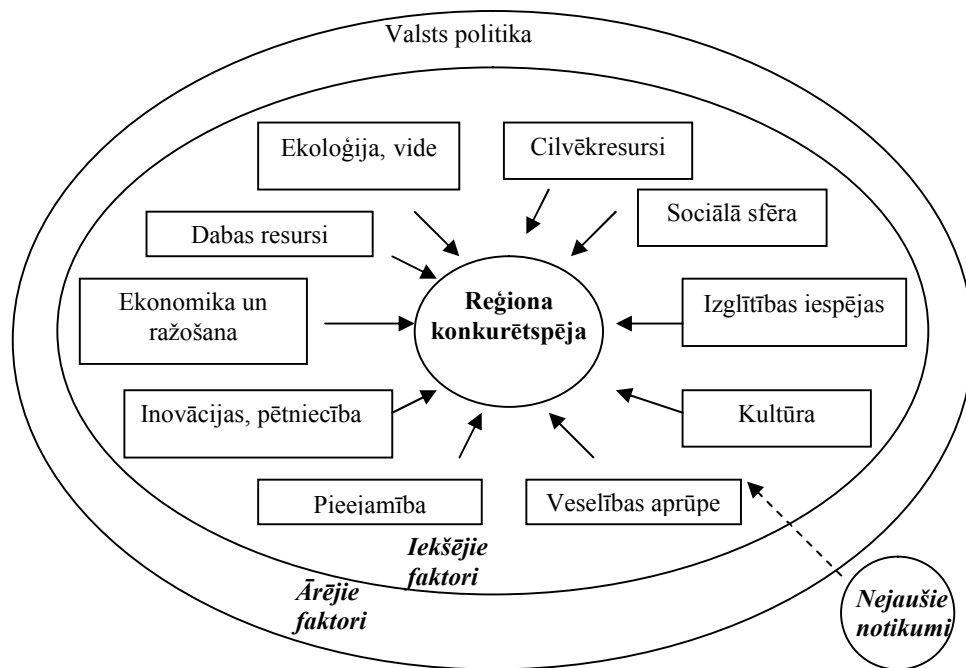 Valsts politika
Ekoloģija, vide
Cilvēkresursi
Dabas resursi
Sociālā sfēra
Ekonomika un
ražošana
Reģiona
konkurētspēja
Izglītības iespējas
Inovācijas, pētniecība
Kultūra
Pieejamība
Veselības aprūpe
Iekšējie
faktori
Ārējie
faktori
Nejaušie
notikumi